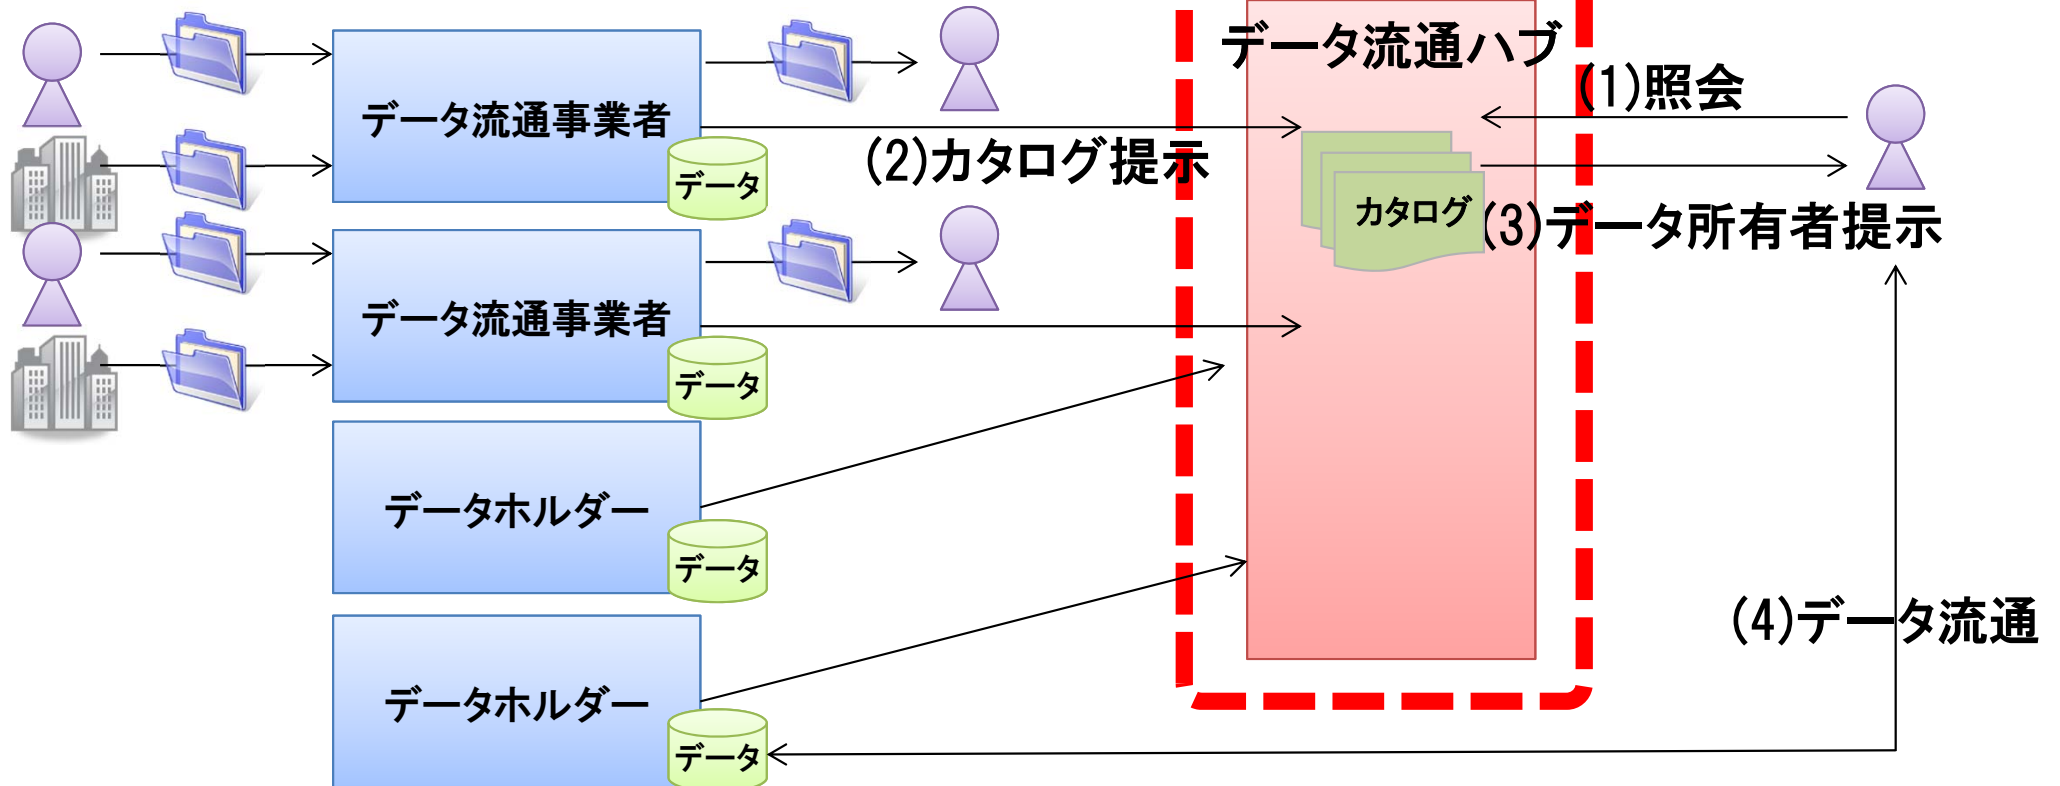 データ流通ハブ
(1)照会
データ流通事業者
データ
(2)カタログ提示
カタログ
(3)データ所有者提示
データ流通事業者
データ
データホルダー
データ
(4)データ流通
データホルダー
データ